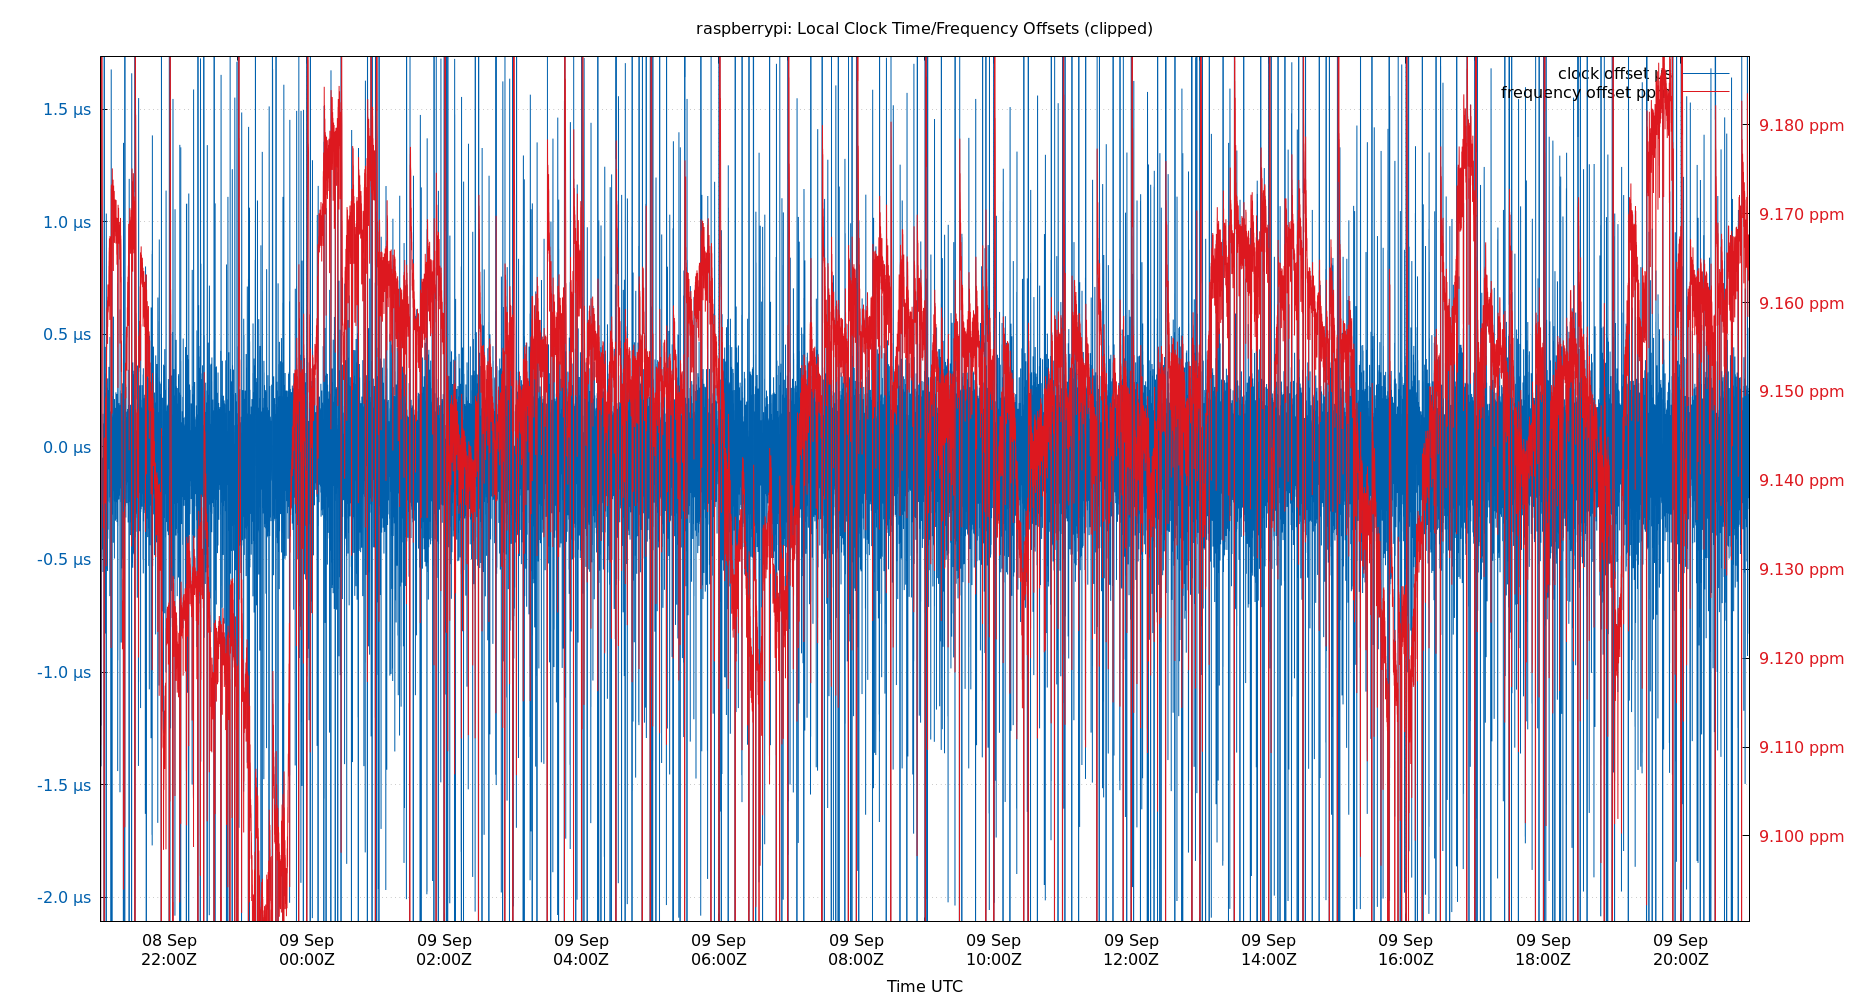 raspberrypi: Local Clock Time/Frequency Offsets (clipped)
clock offset µs
frequency offset ppm
1.5 µs
1.0 µs
0.5 µs
0.0 µs
-0.5 µs
-1.0 µs
-1.5 µs
-2.0 µs
9.180 ppm
9.170 ppm
9.160 ppm
9.150 ppm
9.140 ppm
9.130 ppm
9.120 ppm
9.110 ppm
9.100 ppm
08 Sep 09 Sep 09 Sep 09 Sep 09 Sep 09 Sep 09 Sep 09 Sep 09 Sep 09 Sep 09 Sep 09 Sep
22:00Z 00:00Z 02:00Z 04:00Z 06:00Z 08:00Z 10:00Z 12:00Z 14:00Z 16:00Z 18:00Z 20:00Z
Time UTC